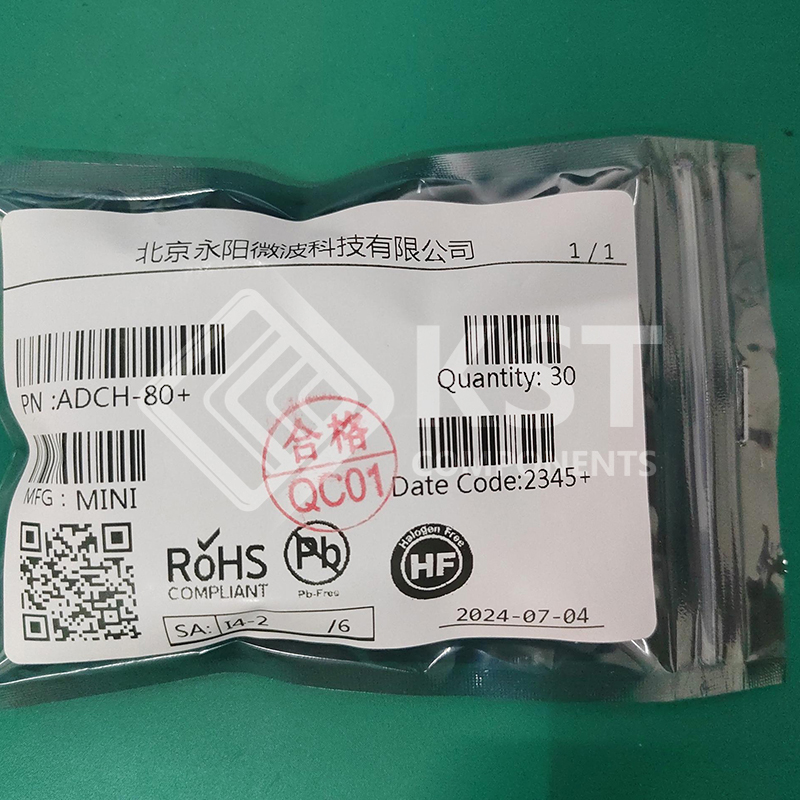 北京永阳微波科技有限公司 1/1
PN :ADCH-80+
Quantity: 30
MFG : MINI
Date Code:2345+
合格
QC01
KST
COMPONENTS
RoHS
COMPLIANT
Pb
Pb-Free
Halogen Free
HF
SA: 14-2 /6
2024-07-04